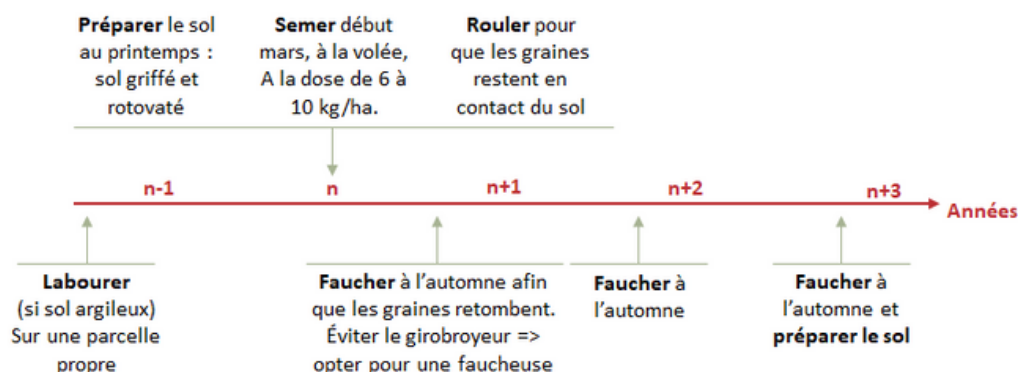 Préparer le sol
au printemps :
sol griffé et
rotovaté
Semer début
mars, à la volée,
A la dose de 6 à
10 kg/ha.
Rouler pour
que les graines
restent en
contact du sol
n-1
n
n+1
n+2
n+3
Années
Labourer
(si sol argileux)
Sur une parcelle
propre
Faucher à l'automne afin
que les graines retombent.
Éviter le girobroyeur =>
opter pour une faucheuse
Faucher à
l'automne
Faucher à
l'automne et
préparer le sol